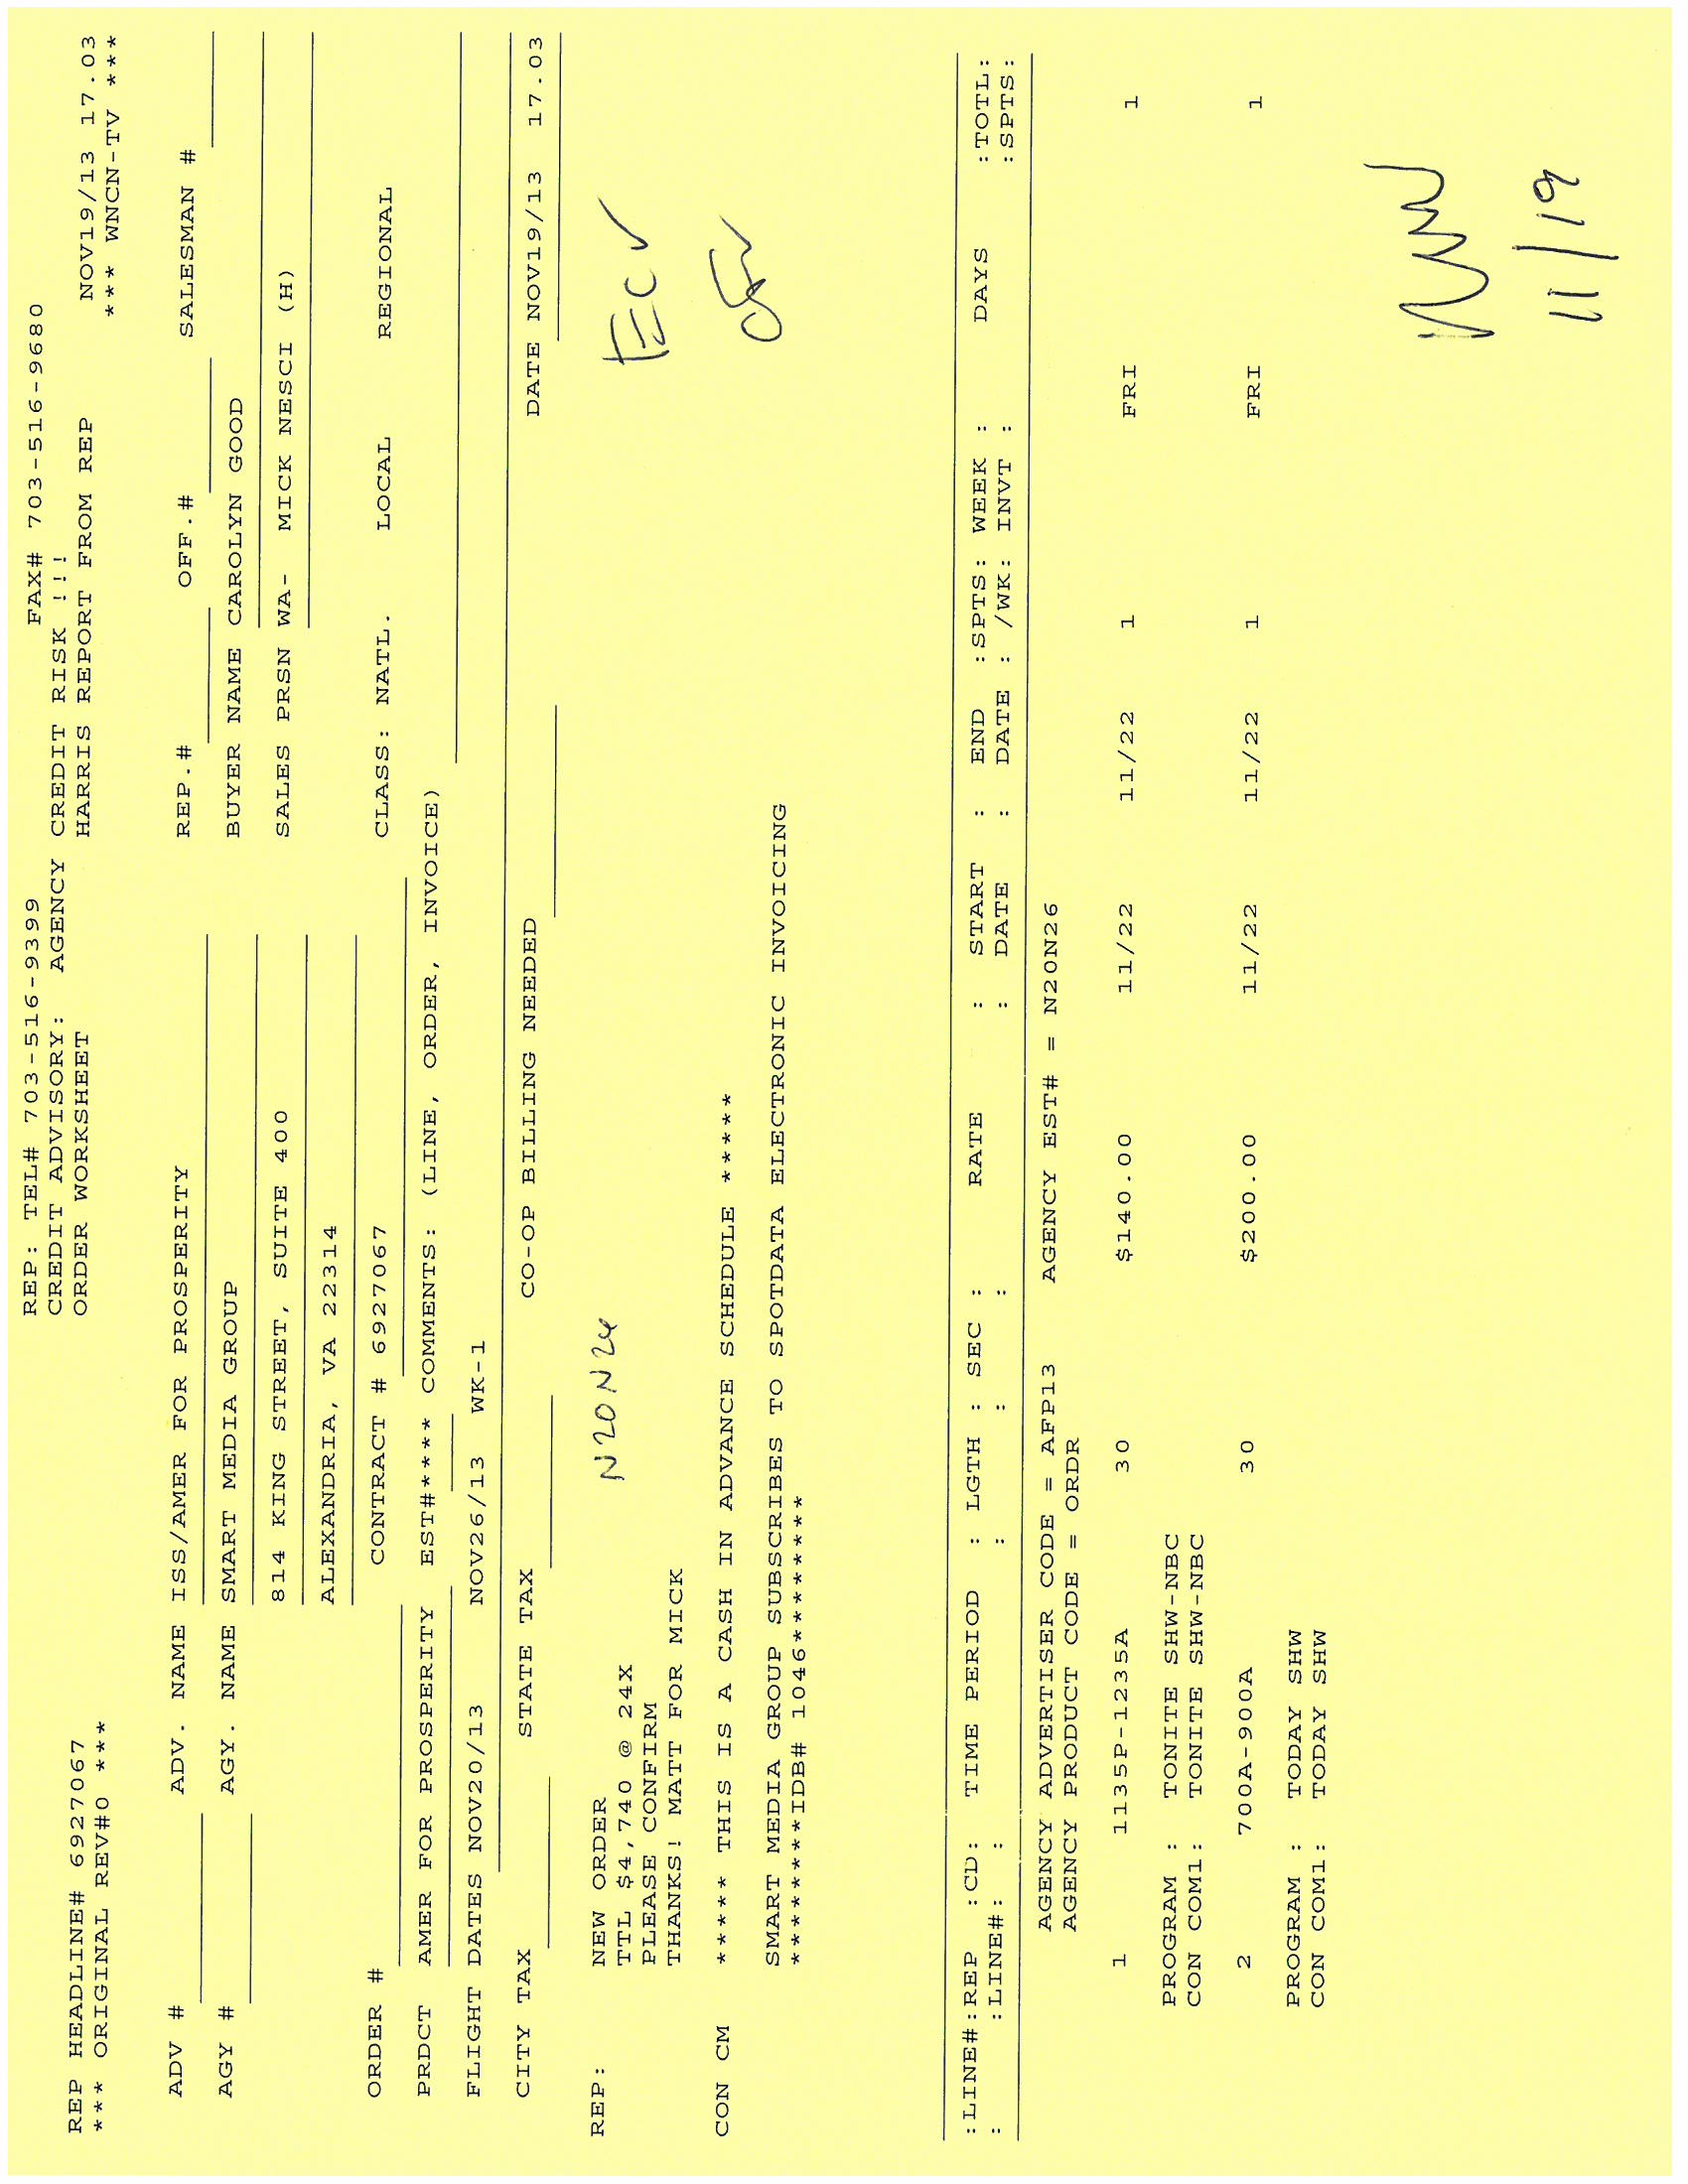 REP: TEL# 703-516-9399 FAX# 703-516-9680
CREDIT ADVISORY: AGENCY CREDIT RISK !!!
REP HEADLINE# 6927067 ORDER WORKSHEET HARRIS REPORT FROM REP NOV19/13 17.03
*** ORIGINAL REV#0 *** *** WNCN-TV ***
ADV # ADV. NAME ISS/AMER FOR PROSPERITY REP.# OFF.# SALESMAN #
AGY # AGY. NAME SMART MEDIA GROUP BUYER NAME CAROLYN GOOD
814 KING STREET, SUITE 400 SALES PRSN WA- MICK NESCI (H)
ALEXANDRIA, VA 22314
ORDER # CONTRACT # 6927067 CLASS: NATL. LOCAL REGIONAL
PRDCT AMER FOR PROSPERITY EST#**** COMMENTS: (LINE, ORDER, INVOICE)
FLIGHT DATES NOV20/13 NOV26/13 WK-1
CITY TAX STATE TAX CO-OP BILLING NEEDED DATE NOV19/13 17.03
REP: NEW ORDER N20N26
TTL $4,740 @ 24X
PLEASE CONFIRM
THANKS! MATT FOR MICK
CON CM ***** THIS IS A CASH IN ADVANCE SCHEDULE *****
SMART MEDIA GROUP SUBSCRIBES TO SPOTDATA ELECTRONIC INVOICING
**********IDB# 1046**********
:LINE#:REP :CD: TIME PERIOD : LGTH : SEC : RATE : START : END :SPTS: WEEK : DAYS :TOTL:
: :LINE#: : : : : DATE : DATE : /WK: INVT : :SPTS:
AGENCY ADVERTISER CODE = AFP13 AGENCY EST# = N20N26
AGENCY PRODUCT CODE = ORDR
1 1135P-1235A 30 $140.00 11/22 11/22 1 FRI 1
PROGRAM : TONITE SHW-NBC
CON COM1: TONITE SHW-NBC
2 700A-900A 30 $200.00 11/22 11/22 1 FRI 1
PROGRAM : TODAY SHW
CON COM1: TODAY SHW
11/19